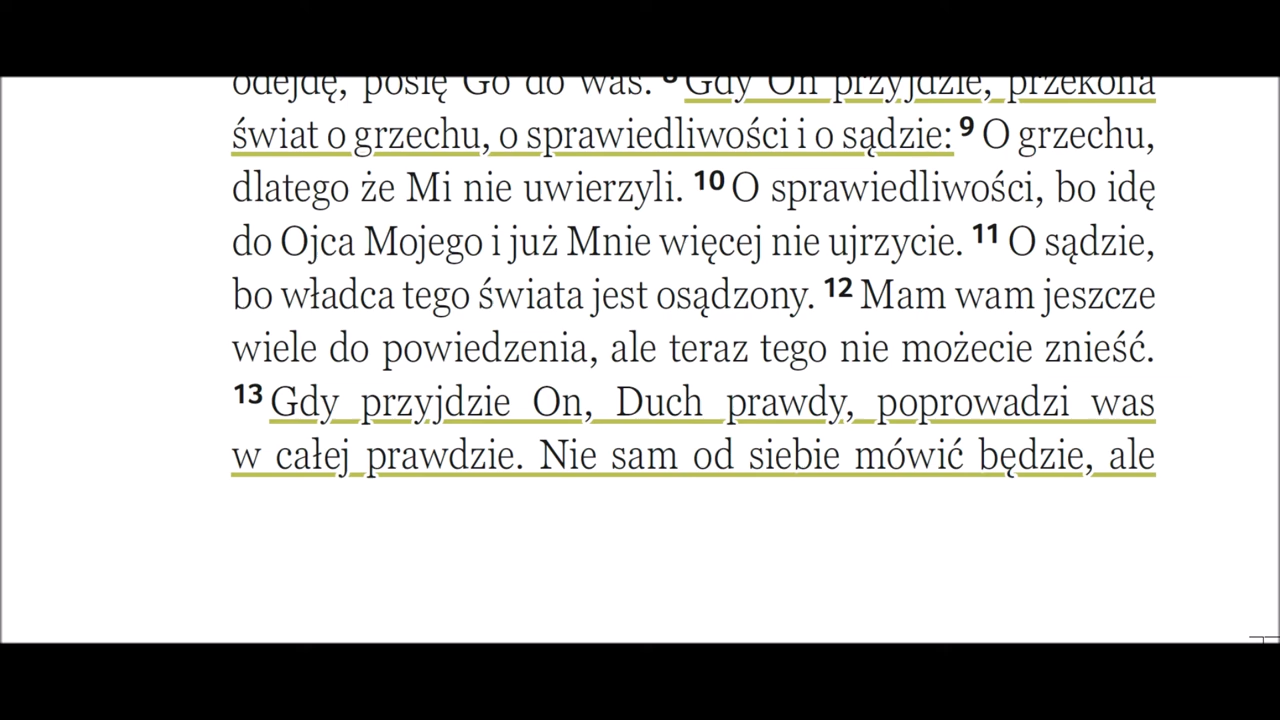 odejdę, poślę Go do was. 8 Gdy On przyjdzie, przekona
świat o grzechu, o sprawiedliwości i o sądzie: 9 O grzechu,
dlatego że Mi nie uwierzyli. 10 O sprawiedliwości, bo idę
do Ojca Mojego i już Mnie więcej nie ujrzycie. 11 O sądzie,
bo władca tego świata jest osądzony. 12 Mam wam jeszcze
wiele do powiedzenia, ale teraz tego nie możecie znieść.
13 Gdy przyjdzie On, Duch prawdy, poprowadzi was
w całej prawdzie. Nie sam od siebie mówić będzie, ale